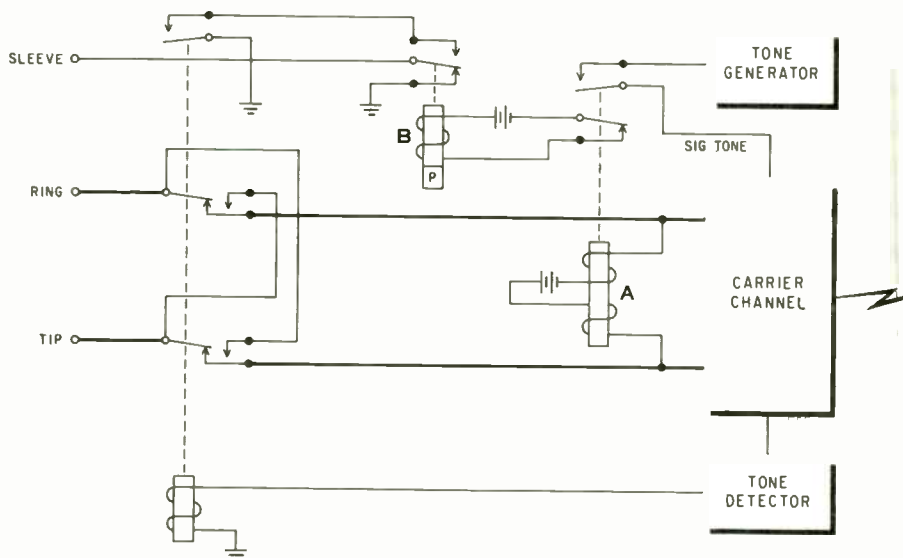 SLEEVE
TONE
GENERATOR
B
P
SIG TONE
RING
A
CARRIER
CHANNEL
TIP
TONE
DETECTOR